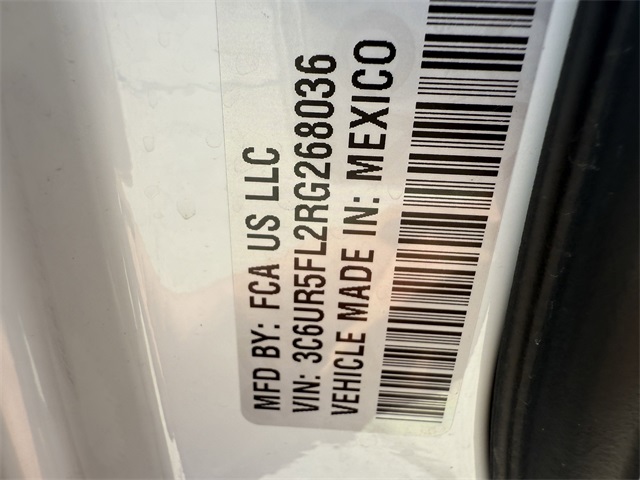 MFD BY: FCA US LLC
VIN: 3C6UR5FL2RG268036
VEHICLE MADE IN: MEXICO